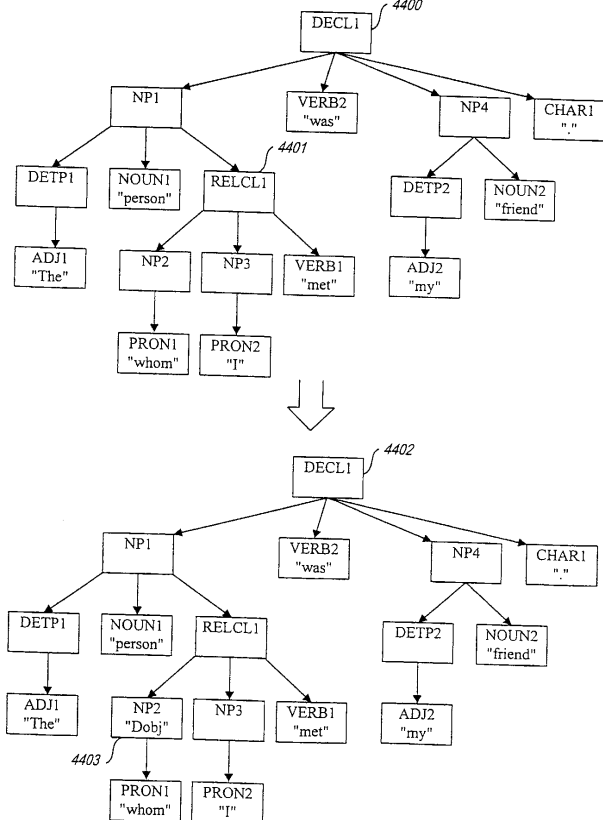 4400
DECL1
NP1
VERB2
"was"
NP4
CHAR1
"."
4401
DETP1
NOUN1
"person"
RELCL1
DETP2
NOUN2
"friend"
ADJ1
"The"
NP2
NP3
VERB1
"met"
ADJ2
"my"
PRON1
"whom"
PRON2
"I"
4402
DECL1
NP1
VERB2
"was"
NP4
CHAR1
"."
DETP1
NOUN1
"person"
RELCL1
DETP2
NOUN2
"friend"
ADJ1
"The"
NP2
"Dobj"
NP3
VERB1
"met"
ADJ2
"my"
4403
PRON1
"whom"
PRON2
"I"